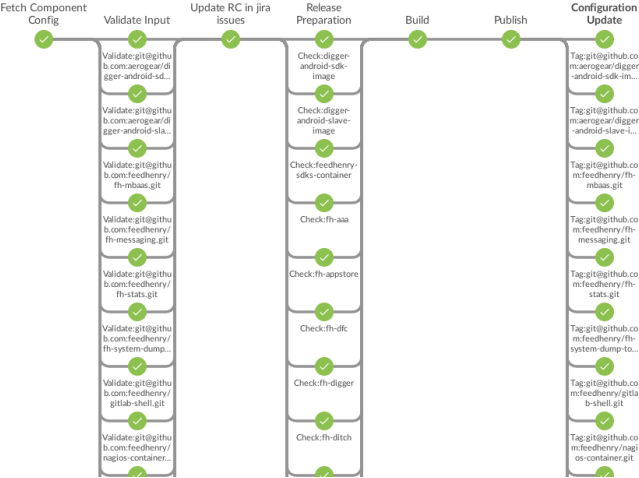 Fetch Component
Config
Validate Input
Update RC in jira
issues
Release
Preparation
Build
Publish
Configuration
Update
Validate:git@githu
b.com:aerogear/di
gger-android-sd...
Validate:git@githu
b.com:aerogear/di
gger-android-sla...
Validate:git@githu
b.com:feedhenry/
fh-mbaas.git
Validate:git@githu
b.com:feedhenry/
fh-messaging.git
Validate:git@githu
b.com:feedhenry/
fh-stats.git
Validate:git@githu
b.com:feedhenry/
fh-system-dump...
Validate:git@githu
b.com:feedhenry/
gitlab-shell.git
Validate:git@githu
b.com:feedhenry/
nagios-container...
Check:digger-
android-sdk-
image
Check:digger-
android-slave-
image
Check:feedhenry-
sdks-container
Check:fh-aaa
Check:fh-appstore
Check:fh-dfc
Check:fh-digger
Check:fh-ditch
Tag:git@github.co
m:aerogear/digger
-android-sdk-im...
Tag:git@github.co
m:aerogear/digger
-android-slave-i...
Tag:git@github.co
m:feedhenry/fh-
mbaas.git
Tag:git@github.co
m:feedhenry/fh-
messaging.git
Tag:git@github.co
m:feedhenry/fh-
stats.git
Tag:git@github.co
m:feedhenry/fh-
system-dump-to...
Tag:git@github.co
m:feedhenry/gitla
b-shell.git
Tag:git@github.co
m:feedhenry/nagi
os-container.git